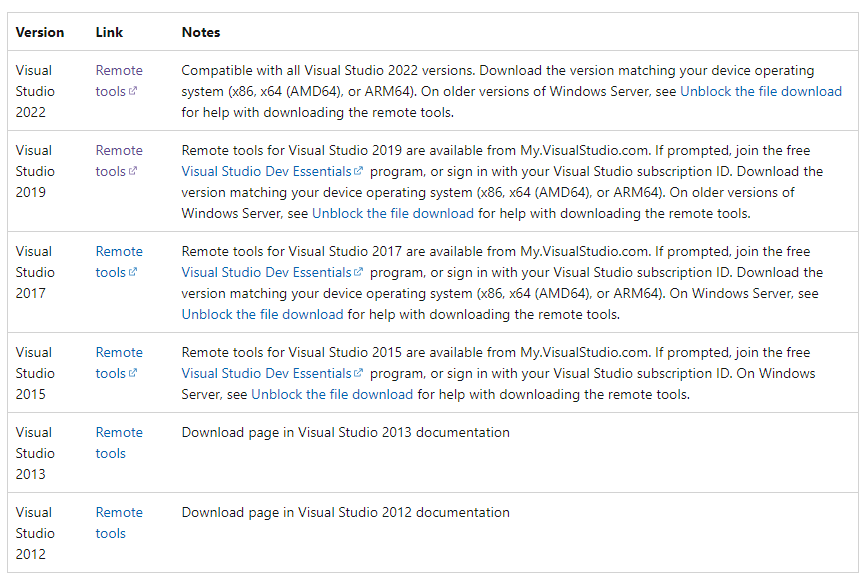 Version Link Notes
Visual Studio 2022 Remote tools Compatible with all Visual Studio 2022 versions. Download the version matching your device operating
system (x86, x64 (AMD64), or ARM64). On older versions of Windows Server, see Unblock the file download
for help with downloading the remote tools.
Visual Studio 2019 Remote tools Remote tools for Visual Studio 2019 are available from My.VisualStudio.com. If prompted, join the free
Visual Studio Dev Essentials program, or sign in with your Visual Studio subscription ID. Download the
version matching your device operating system (x86, x64 (AMD64), or ARM64). On older versions of
Windows Server, see Unblock the file download for help with downloading the remote tools.
Visual Studio 2017 Remote tools Remote tools for Visual Studio 2017 are available from My.VisualStudio.com. If prompted, join the free
Visual Studio Dev Essentials program, or sign in with your Visual Studio subscription ID. Download the
version matching your device operating system (x86, x64 (AMD64), or ARM64). On Windows Server, see
Unblock the file download for help with downloading the remote tools.
Visual Studio 2015 Remote tools Remote tools for Visual Studio 2015 are available from My.VisualStudio.com. If prompted, join the free
Visual Studio Dev Essentials program, or sign in with your Visual Studio subscription ID. On Windows
Server, see Unblock the file download for help with downloading the remote tools.
Visual Studio 2013 Remote tools Download page in Visual Studio 2013 documentation
Visual Studio 2012 Remote tools Download page in Visual Studio 2012 documentation